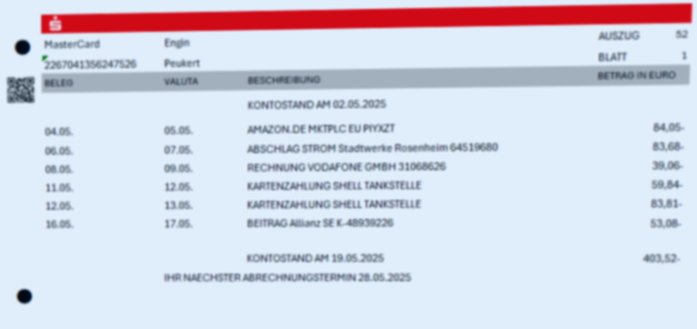 MasterCard Engin AUSZUG 52
2267041356247526 Peukert BLATT 1
BELEG VALUTA BESCHREIBUNG BETRAG IN EURO
KONTOSTAND AM 02.05.2025
04.05. 05.05. AMAZON.DE MKTPLC EU PIYXZT 84,05-
06.05. 07.05. ABSCHLAG STROM Stadtwerke Rosenheim 64519680 83,68-
08.05. 09.05. RECHNUNG VODAFONE GMBH 31068626 39,06-
11.05. 12.05. KARTENZAHLUNG SHELL TANKSTELLE 59,84-
12.05. 13.05. KARTENZAHLUNG SHELL TANKSTELLE 83,81-
16.05. 17.05. BEITRAG Allianz SE K-48939226 53,08-
KONTOSTAND AM 19.05.2025 403,52-
IHR NAECHSTER ABRECHNUNGSTERMIN 28.05.2025